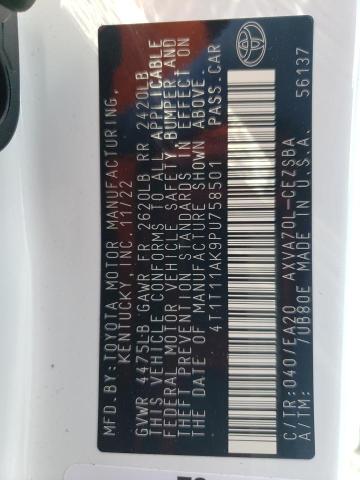 MFD.BY:TOYOTA MOTOR MANUFACTURING,
KENTUCKY, INC. 11/22
GVWR 4475LB GAWR FR 2620LB RR 2420LB
THIS VEHICLE CONFORMS TO ALL APPLICABLE
FEDERAL MOTOR VEHICLE SAFETY, BUMPER, AND
THEFT PREVENTION STANDARDS IN EFFECT ON
THE DATE OF MANUFACTURE SHOWN ABOVE.
4T1T11AK9PU758501 PASS.CAR
C/TR:040/EA20 AXVA70L-CEZSBA
A/TM: /UB80E MADE IN U.S.A. 56137